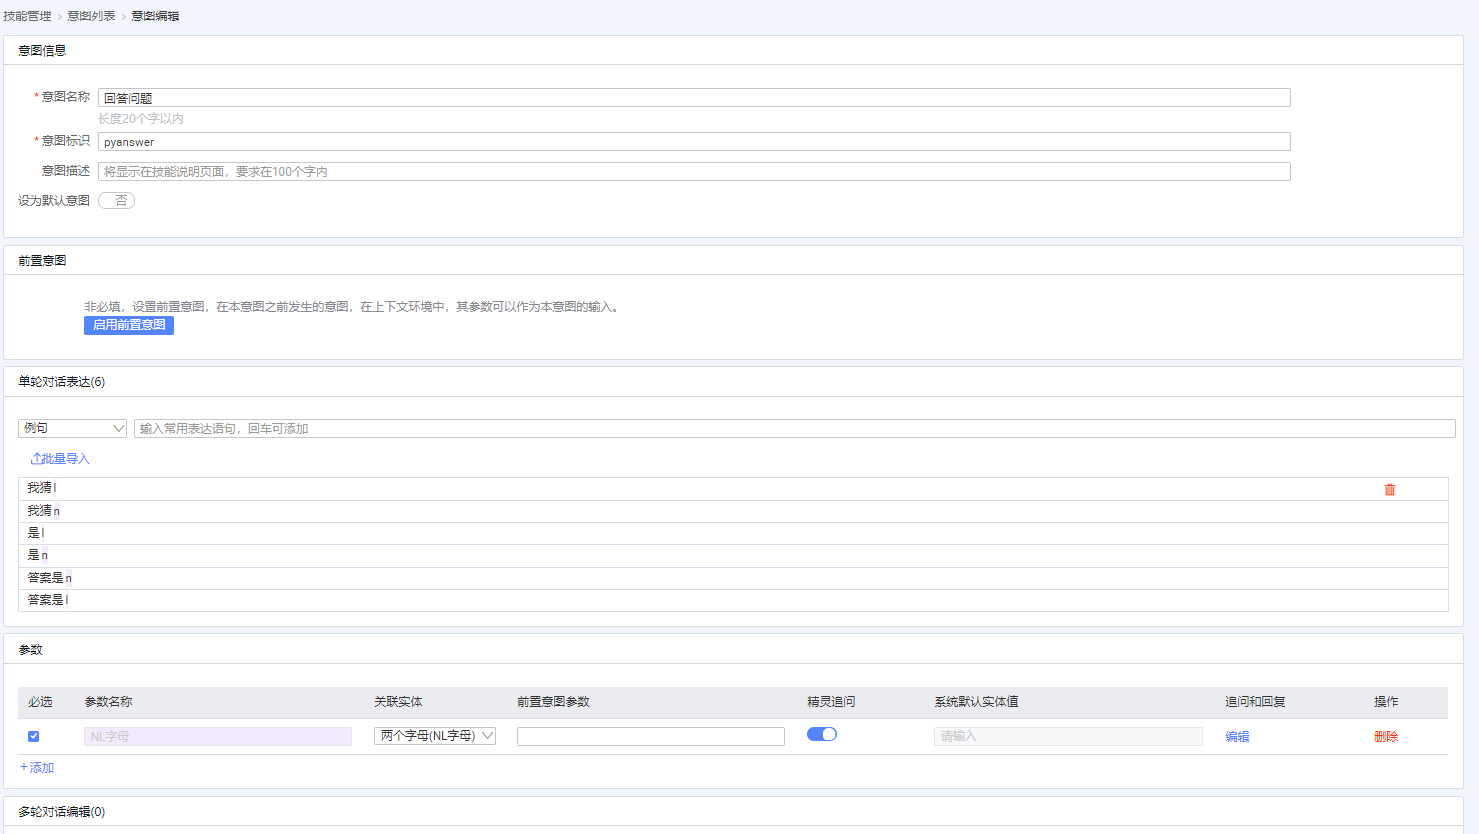 技能管理 > 意图列表 > 意图编辑
意图信息
* 意图名称 回答问题
长度20个字以内
* 意图标识 pyanswer
意图描述 将显示在技能说明页面，要求在100个字内
设为默认意图 否
前置意图
非必填，设置前置意图，在本意图之前发生的意图，在上下文环境中，其参数可以作为本意图的输入。
启用前置意图
单轮对话表达(6)
例句 输入常用表达语句，回车可添加
批量导入
我猜l
我猜n
是l
是n
答案是n
答案是l
参数
必选 参数名称 关联实体 前置意图参数 精灵追问 系统默认实体值 追问和回复 操作
NL字母 两个字母(NL字母) 请输入 编辑 删除
+添加
多轮对话编辑(0)